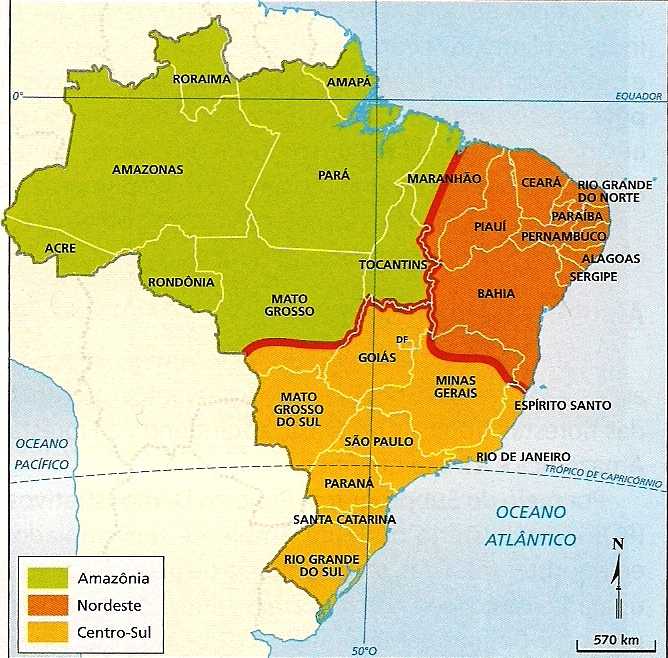 RORAIMA
AMAPÁ
0°
EQUADOR
AMAZONAS
PARÁ
MARANHÃO
CEARÁ
RIO GRANDE
DO NORTE
PARAÍBA
PIAUÍ
PERNAMBUCO
ACRE
TOCANTINS
ALAGOAS
SERGIPE
RONDÔNIA
BAHIA
MATO
GROSSO
DF
GOIÁS
MINAS
GERAIS
MATO
GROSSO
DO SUL
ESPÍRITO SANTO
SÃO PAULO
RIO DE JANEIRO
OCEANO
PACÍFICO
TRÓPICO DE CAPRICÓRNIO
PARANÁ
SANTA CATARINA
OCEANO
ATLÂNTICO
RIO GRANDE
DO SUL
N
Amazônia
Nordeste
Centro-Sul
570 km
50°O